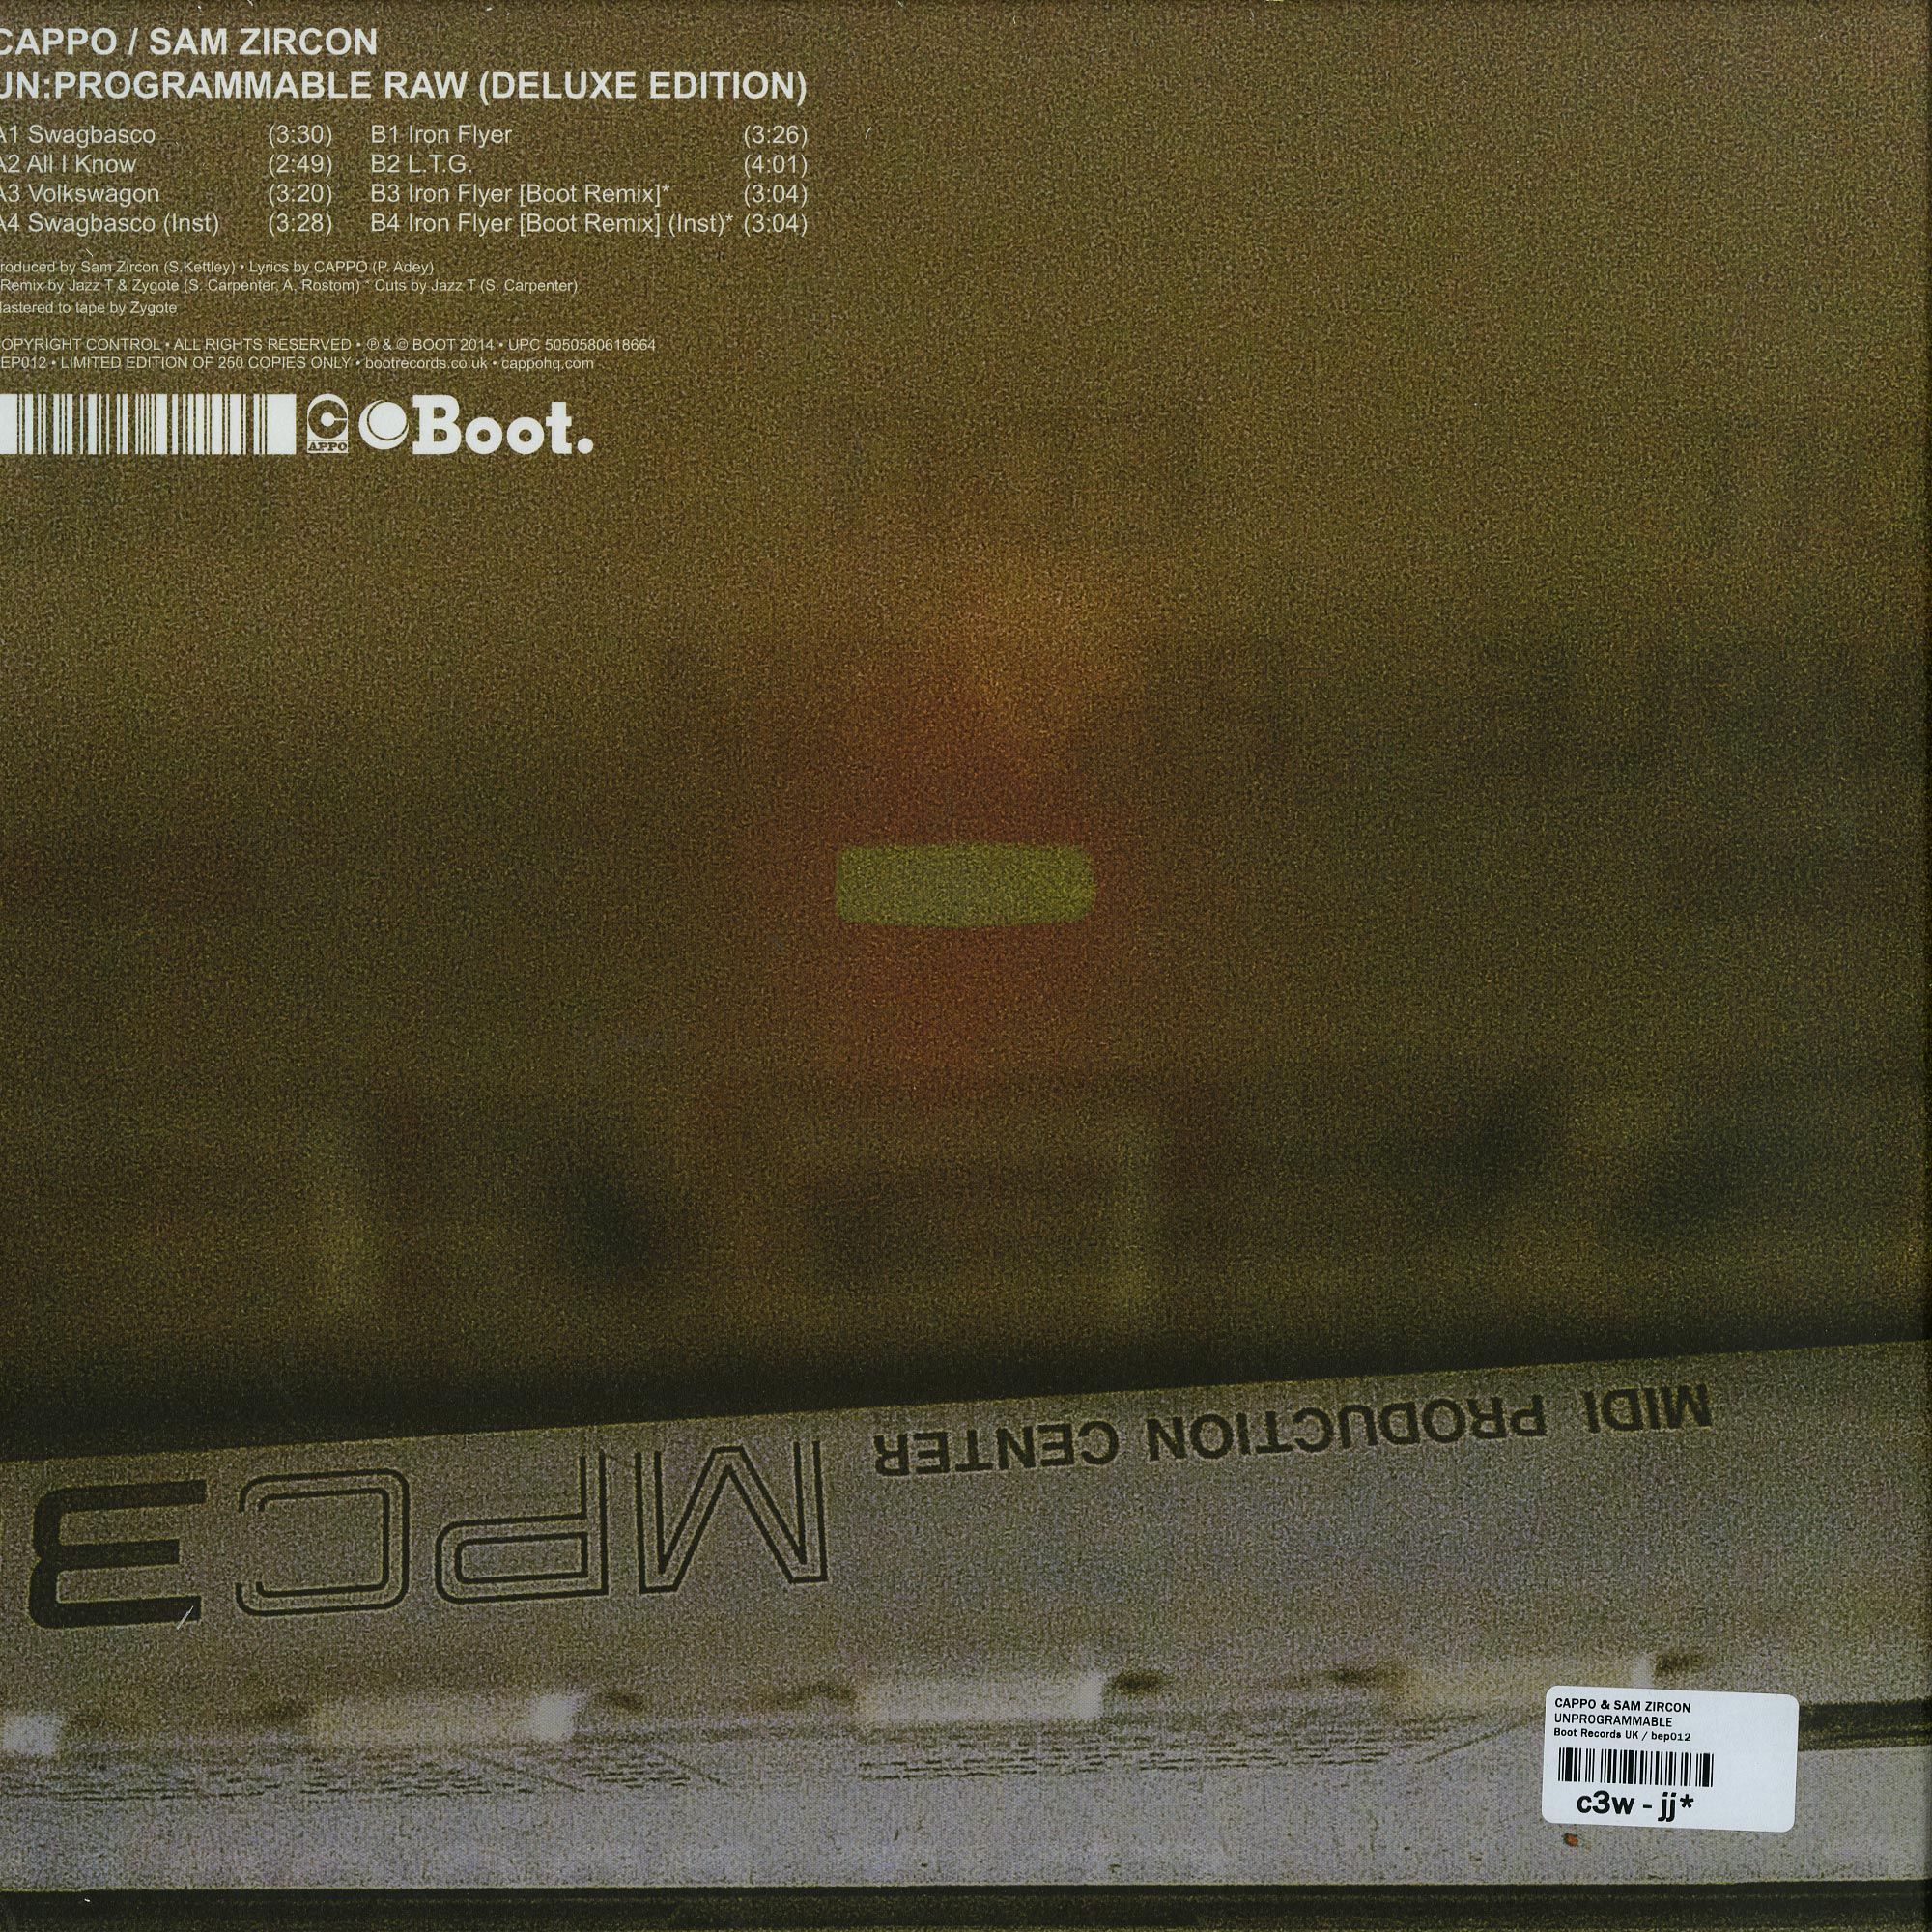 CAPPO / SAM ZIRCON
UN:PROGRAMMABLE RAW (DELUXE EDITION)
A1 Swagbasco (3:30) B1 Iron Flyer (3:26)
A2 All I Know (2:49) B2 L.T.G. (4:01)
A3 Volkswagon (3:20) B3 Iron Flyer [Boot Remix]* (3:04)
A4 Swagbasco (Inst) (3:28) B4 Iron Flyer [Boot Remix] (Inst)* (3:04)
roduced by Sam Zircon (S.Kettley) • Lyrics by CAPPO (P. Adey)
Remix by Jazz T & Zygote (S. Carpenter, A. Rostom) * Cuts by Jazz T (S. Carpenter)
lastered to tape by Zygote
OPYRIGHT CONTROL • ALL RIGHTS RESERVED • ℗ & © BOOT 2014 • UPC 5050580618664
EP012 • LIMITED EDITION OF 250 COPIES ONLY • bootrecords.co.uk • cappohq.com
CAPPO Boot.
MIDI PRODUCTION CENTER
MPC3
CAPPO & SAM ZIRCON
UNPROGRAMMABLE
Boot Records UK / bep012
c3w - jj*